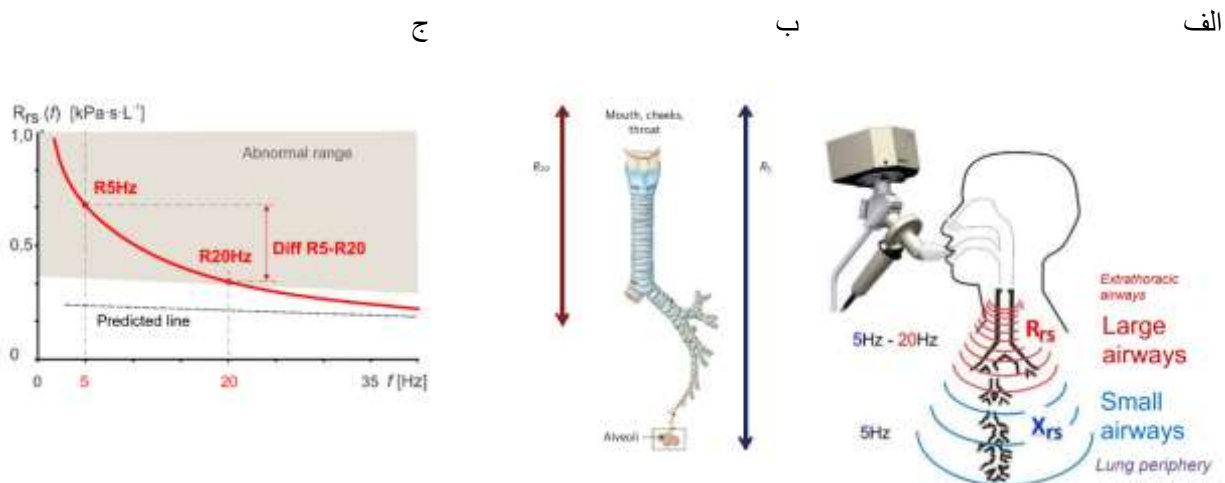 الف
ب
ج
Extrathoracic
airways
Rrs
Large
airways
5Hz - 20Hz
Small
airways
Xrs
5Hz
Lung periphery
Mouth, cheeks,
throat
R20
R5
Alveoli
Rrs (f) [kPa·s·L⁻¹]
1,0
Abnormal range
R5Hz
Diff R5-R20
R20Hz
0.5
Predicted line
0
0 5 20 35 f [Hz]